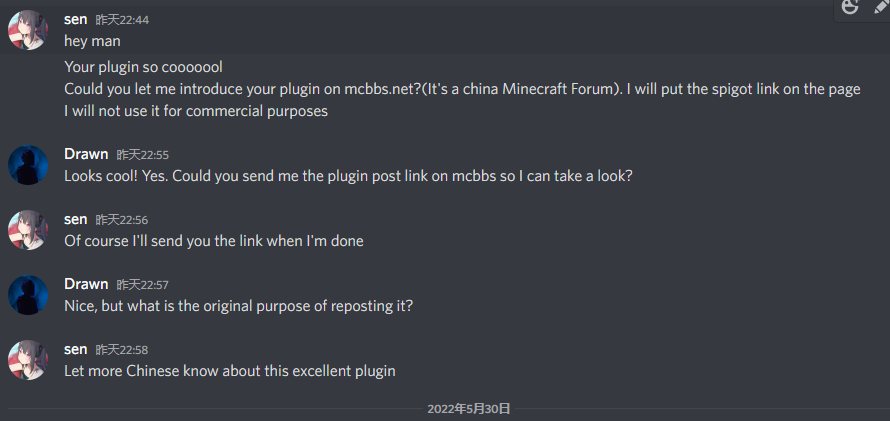 sen 昨天22:44
hey man
Your plugin so cooooool
Could you let me introduce your plugin on mcbbs.net?(It's a china Minecraft Forum). I will put the spigot link on the page
I will not use it for commercial purposes
Drawn 昨天22:55
Looks cool! Yes. Could you send me the plugin post link on mcbbs so I can take a look?
sen 昨天22:56
Of course I'll send you the link when I'm done
Drawn 昨天22:57
Nice, but what is the original purpose of reposting it?
sen 昨天22:58
Let more Chinese know about this excellent plugin
2022年5月30日